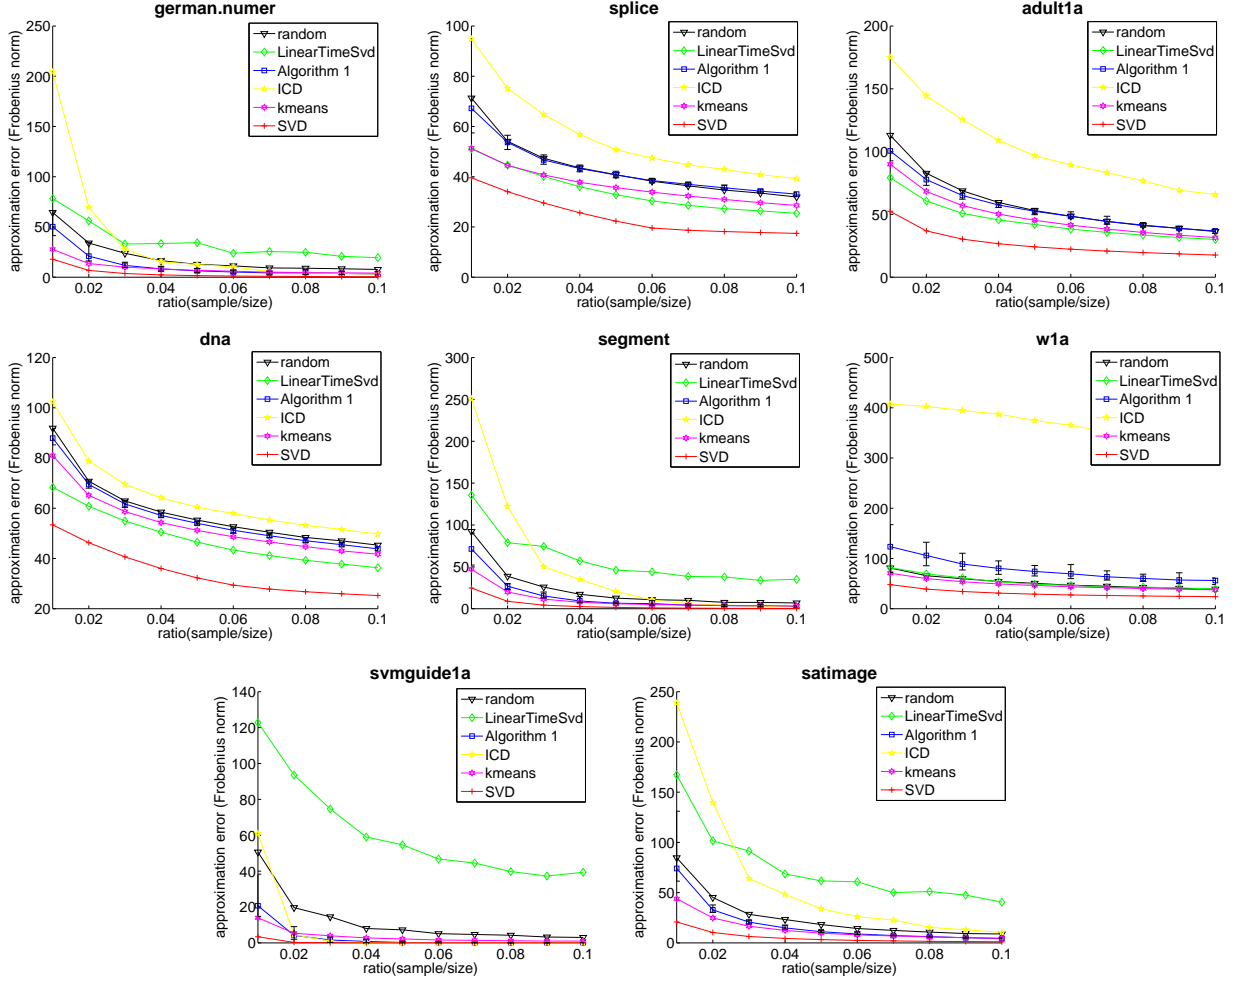 german.numer
approximation error (Frobenius norm)
250
200
150
100
50
0
0.02
0.04
0.06
0.08
0.1
ratio(sample/size)
random
LinearTimeSvd
Algorithm 1
ICD
kmeans
SVD
splice
approximation error (Frobenius norm)
100
80
60
40
20
0
0.02
0.04
0.06
0.08
0.1
ratio(sample/size)
random
LinearTimeSvd
Algorithm 1
ICD
kmeans
SVD
adult1a
approximation error (Frobenius norm)
200
150
100
50
0
0.02
0.04
0.06
0.08
0.1
ratio(sample/size)
random
LinearTimeSvd
Algorithm 1
ICD
kmeans
SVD
dna
approximation error (Frobenius norm)
120
100
80
60
40
20
0.02
0.04
0.06
0.08
0.1
ratio(sample/size)
random
LinearTimeSvd
Algorithm 1
ICD
kmeans
SVD
segment
approximation error (Frobenius norm)
300
250
200
150
100
50
0
0.02
0.04
0.06
0.08
0.1
ratio(sample/size)
random
LinearTimeSvd
Algorithm 1
ICD
kmeans
SVD
w1a
approximation error (Frobenius norm)
500
400
300
200
100
0
0.02
0.04
0.06
0.08
0.1
ratio(sample/size)
random
LinearTimeSvd
Algorithm 1
ICD
kmeans
SVD
svmguide1a
approximation error (Frobenius norm)
140
120
100
80
60
40
20
0
0.02
0.04
0.06
0.08
0.1
ratio(sample/size)
random
LinearTimeSvd
Algorithm 1
ICD
kmeans
SVD
satimage
approximation error (Frobenius norm)
250
200
150
100
50
0
0.02
0.04
0.06
0.08
0.1
ratio(sample/size)
random
LinearTimeSvd
Algorithm 1
ICD
kmeans
SVD